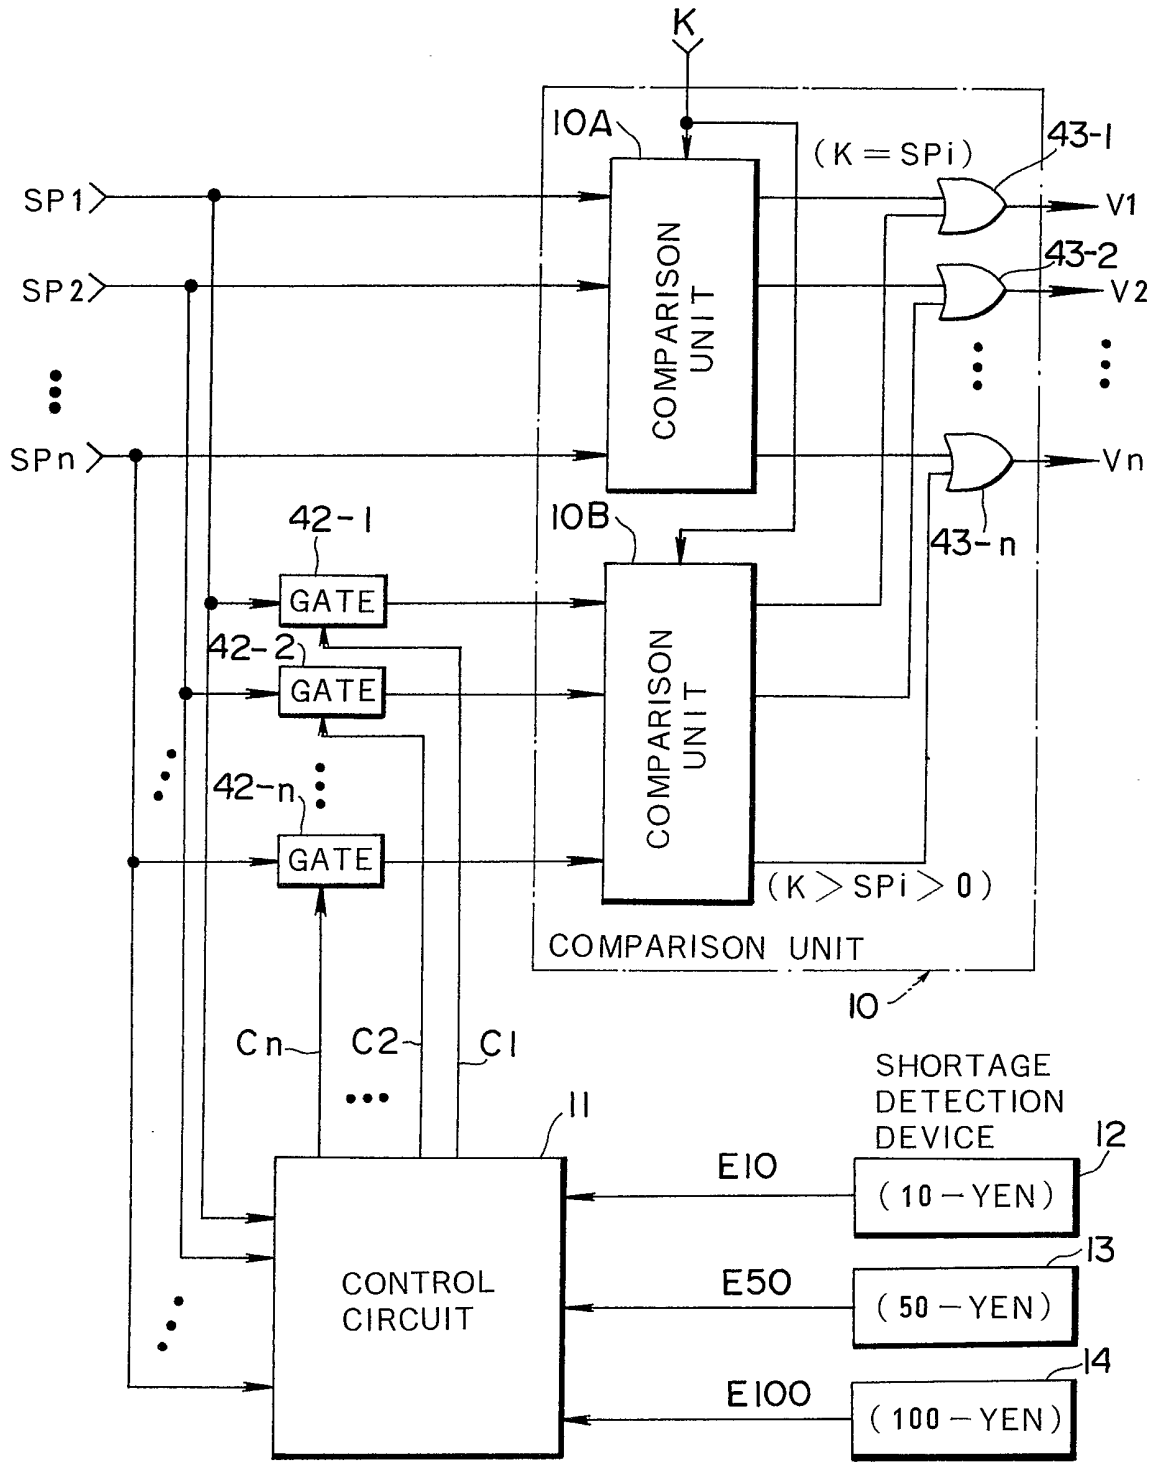 K
10A
(K=SPi)
43-1
SP1
V1
43-2
SP2
V2
COMPARISON
UNIT
SPn
Vn
42-1
10B
43-n
GATE
42-2
GATE
COMPARISON
UNIT
42-n
GATE
(K>SPi>0)
COMPARISON UNIT
10
Cn
C2
C1
SHORTAGE
DETECTION
DEVICE
11
12
E10
(10-YEN)
13
E50
(50-YEN)
CONTROL
CIRCUIT
14
E100
(100-YEN)